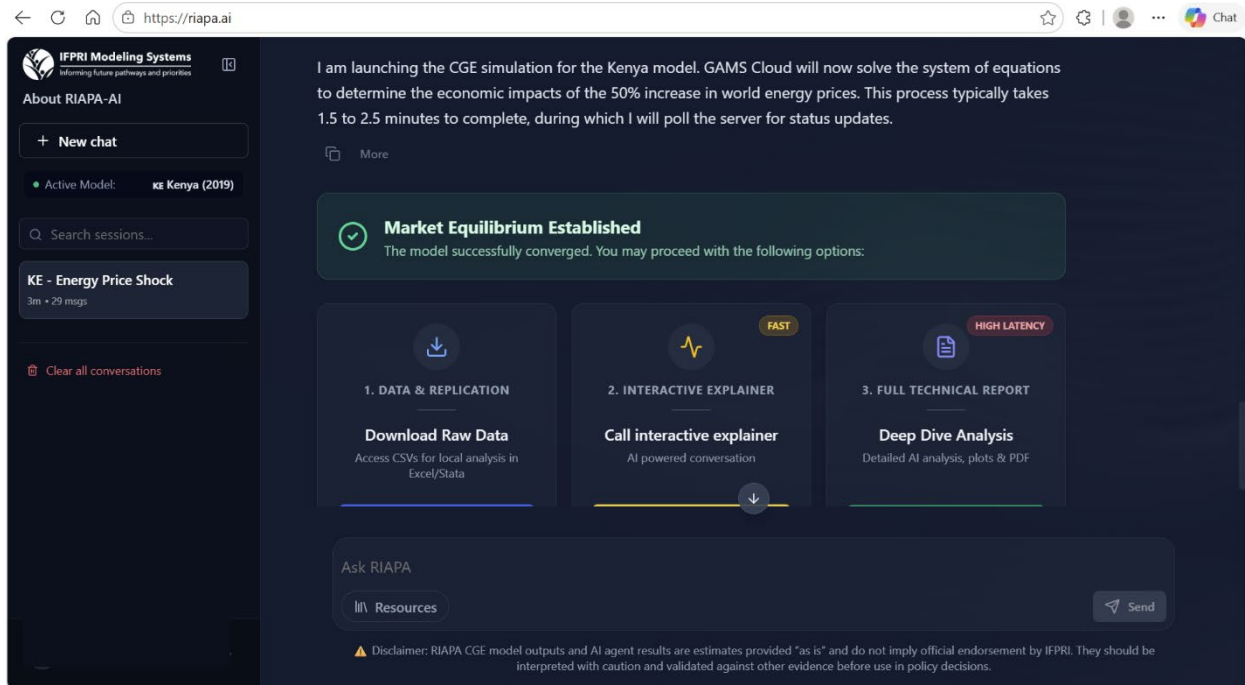 https://riapa.ai
Chat
IFPRI Modeling Systems
Informing future pathways and priorities
About RIAPA-AI
+ New chat
Active Model: KE Kenya (2019)
Search sessions...
KE - Energy Price Shock
3m • 29 msgs
Clear all conversations
I am launching the CGE simulation for the Kenya model. GAMS Cloud will now solve the system of equations
to determine the economic impacts of the 50% increase in world energy prices. This process typically takes
1.5 to 2.5 minutes to complete, during which I will poll the server for status updates.
More
Market Equilibrium Established
The model successfully converged. You may proceed with the following options:
1. DATA & REPLICATION
Download Raw Data
Access CSVs for local analysis in
Excel/Stata
FAST
2. INTERACTIVE EXPLAINER
Call interactive explainer
AI powered conversation
HIGH LATENCY
3. FULL TECHNICAL REPORT
Deep Dive Analysis
Detailed AI analysis, plots & PDF
Ask RIAPA
Resources
Send
Disclaimer: RIAPA CGE model outputs and AI agent results are estimates provided "as is" and do not imply official endorsement by IFPRI. They should be
interpreted with caution and validated against other evidence before use in policy decisions.